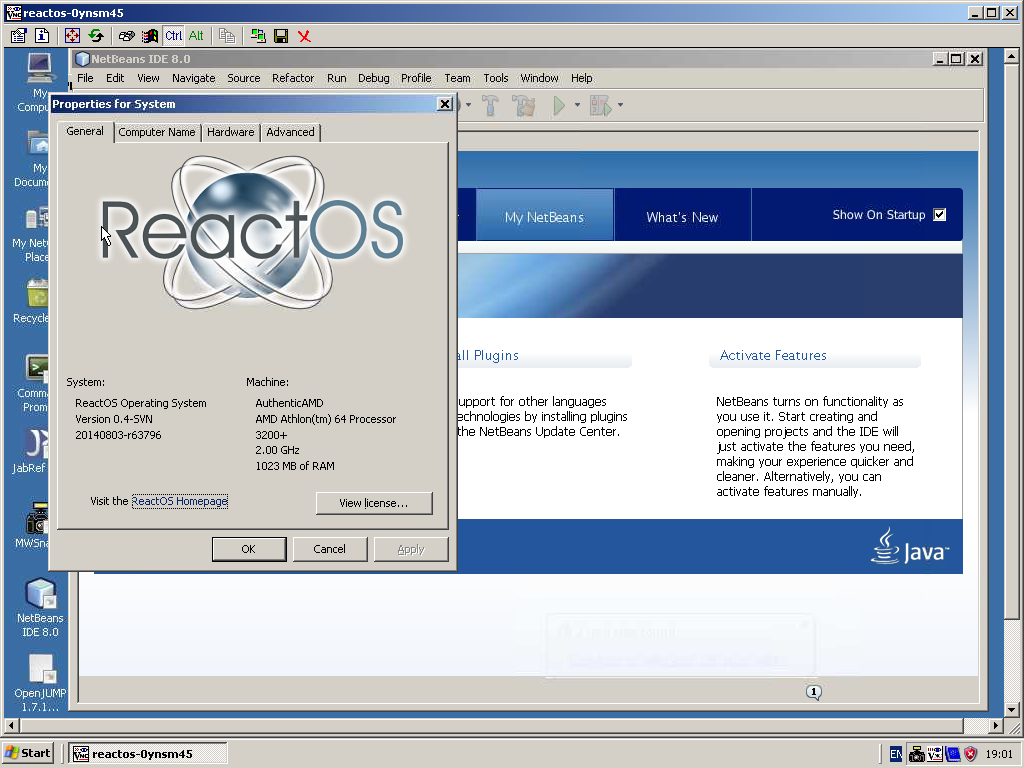 reactos-0ynsm45
Ctrl Alt
My
Compu
NetBeans IDE 8.0
File Edit View Navigate Source Refactor Run Debug Profile Team Tools Window Help
Properties for System
General Computer Name Hardware Advanced
My
Docum
My Net
Place
Recycle
Comma
Prom
JabRef
MWSna
NetBeans
IDE 8.0
OpenJUMP
1.7.1...
ReactOS
System:
ReactOS Operating System
Version 0.4-SVN
20140803-r63796
Machine:
AuthenticAMD
AMD Athlon(tm) 64 Processor
3200+
2.00 GHz
1023 MB of RAM
Visit the ReactOS Homepage
View license...
OK Cancel Apply
My NetBeans What's New Show On Startup
all Plugins
upport for other languages
echnologies by installing plugins
the NetBeans Update Center.
Activate Features
NetBeans turns on functionality as
you use it. Start creating and
opening projects and the IDE will
just activate the features you need,
making your experience quicker and
cleaner. Alternatively, you can
activate features manually.
Java™
1
Start reactos-0ynsm45 EN 19:01